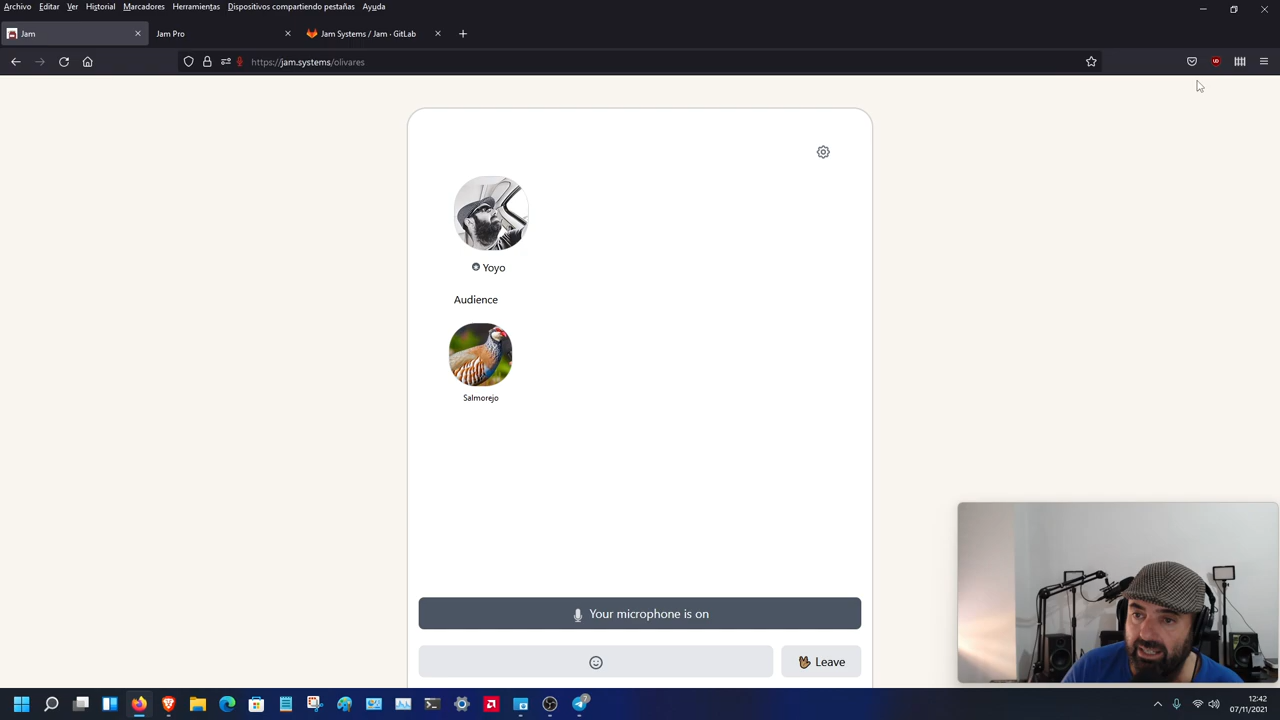 Archivo Editar Ver Historial Marcadores Herramientas Dispositivos compartiendo pestañas Ayuda
Jam
Jam Pro
Jam Systems / Jam · GitLab
https://jam.systems/olivares
Yoyo
Audience
Salmorejo
Your microphone is on
Leave
7
12:42
07/11/2021